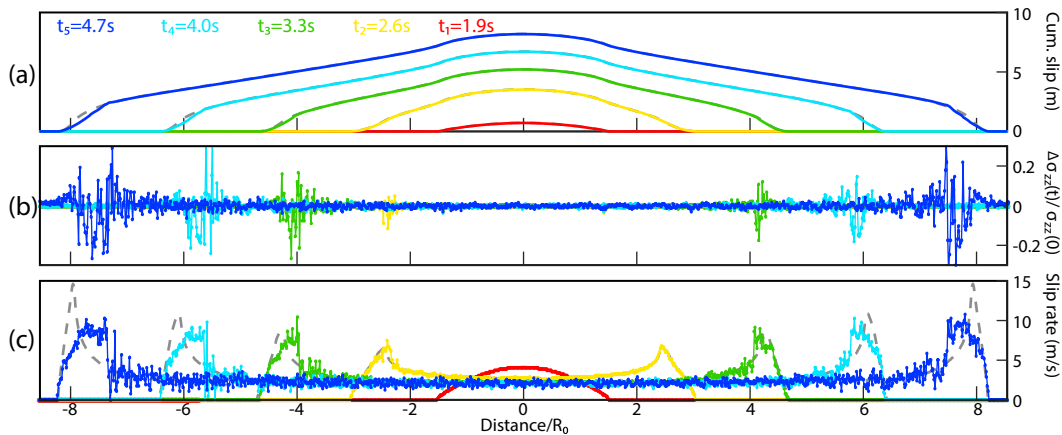 t₅=4.7s t₄=4.0s t₃=3.3s t₂=2.6s t₁=1.9s
(a)
10
5
0
Cum. slip (m)
(b)
0.2
0
-0.2
Δσzz(t)/ σzz(0)
(c)
15
10
5
0
Slip rate (m/s)
-8 -6 -4 -2 0 2 4 6 8
Distance/R₀